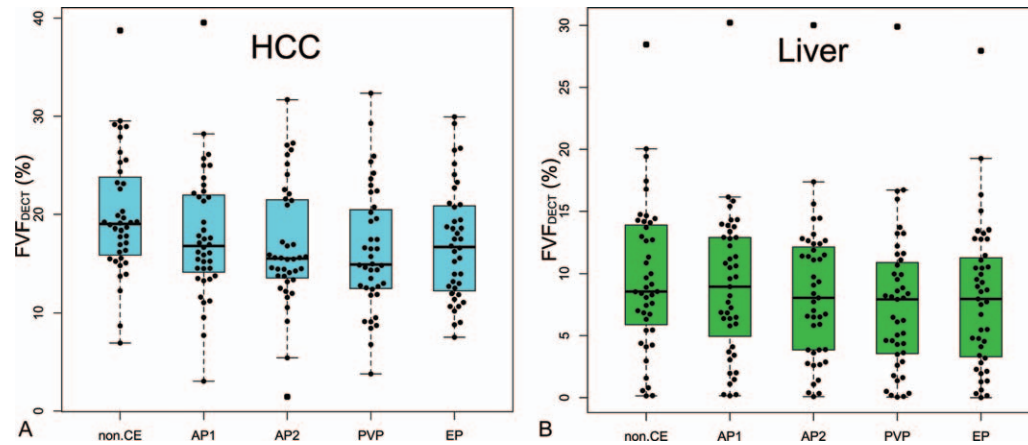 HCC
FVFDECT (%)
40
30
20
10
0
non.CE AP1 AP2 PVP EP
A
Liver
FVFDECT (%)
30
25
20
15
10
5
0
non.CE AP1 AP2 PVP EP
B